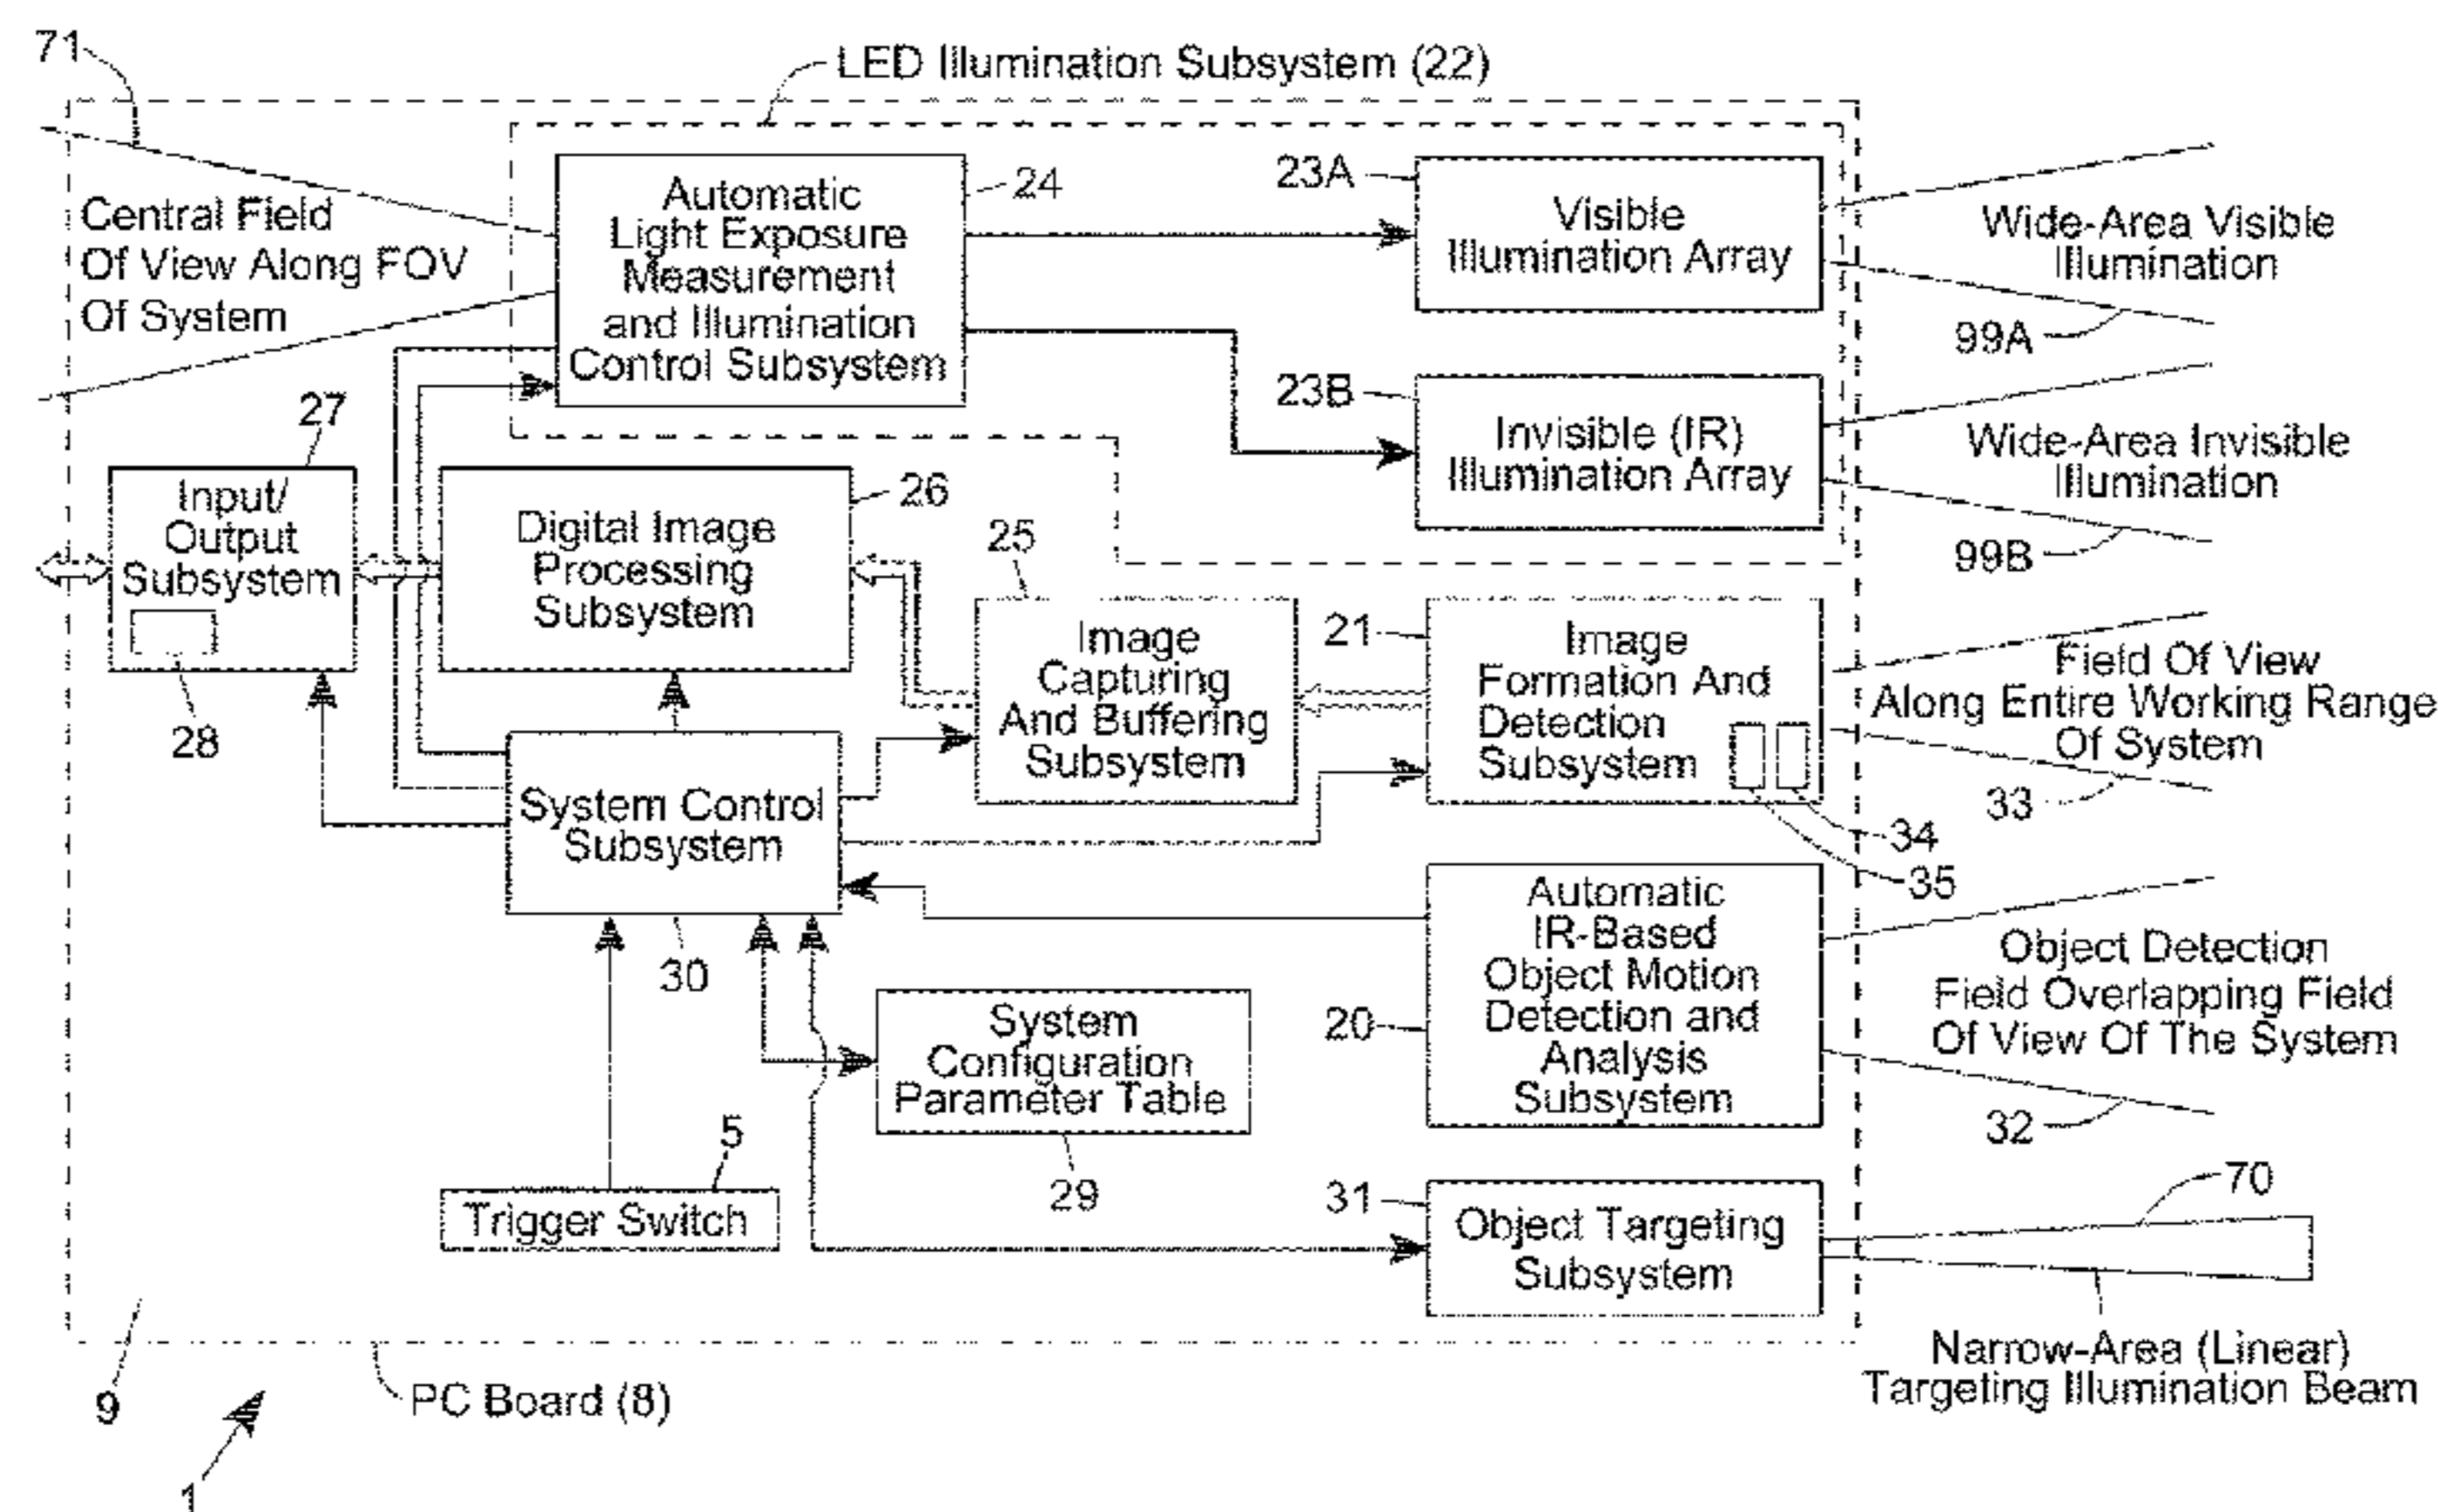 71
LED Illumination Subsystem (22)
Central Field
Of View Along FOV
Of System
Automatic
Light Exposure
Measurement
and Illumination
Control Subsystem
24
23A
Visible
Illumination Array
Wide-Area Visible
Illumination
99A
23B
Invisible (IR)
Illumination Array
Wide-Area Invisible
Illumination
99B
27
Input/
Output
Subsystem
28
Digital Image
Processing
Subsystem
26
25
Image
Capturing
And Buffering
Subsystem
21
Image
Formation And
Detection
Subsystem
Field Of View
Along Entire Working Range
Of System
33
34
35
System Control
Subsystem
30
Automatic
IR-Based
Object Motion
Detection and
Analysis
Subsystem
20
Object Detection
Field Overlapping Field
Of View Of The System
32
System
Configuration
Parameter Table
29
5
Trigger Switch
31
Object Targeting
Subsystem
70
Narrow-Area (Linear)
Targeting Illumination Beam
9
PC Board (8)
1